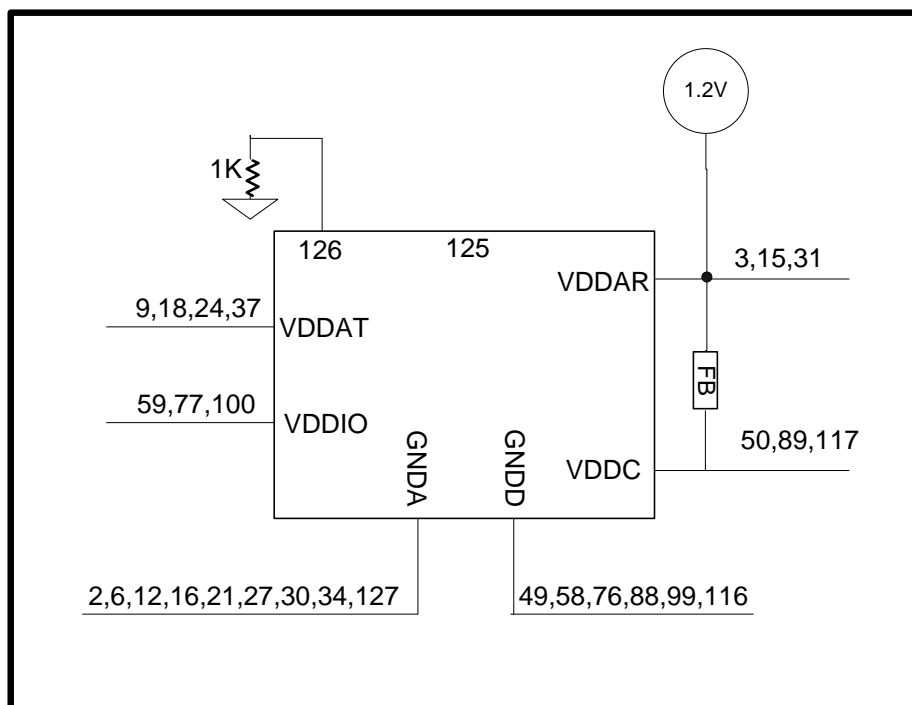 1.2V
1K
126
125
3,15,31
VDDAR
9,18,24,37
VDDAT
FB
59,77,100
VDDIO
GNDA
GNDD
50,89,117
VDDC
2,6,12,16,21,27,30,34,127
49,58,76,88,99,116